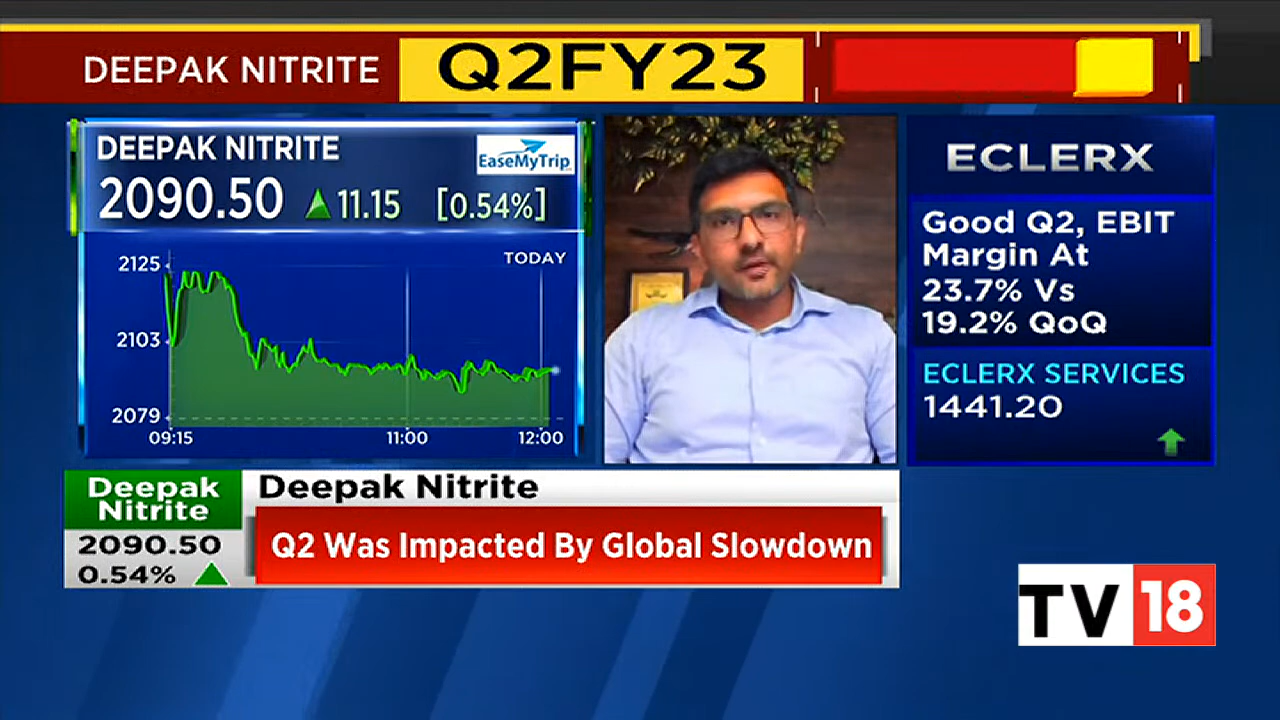 DEEPAK NITRITE
Q2FY23
DEEPAK NITRITE
EaseMyTrip
2090.50 11.15 [0.54%]
TODAY
2125
2103
2079
09:15 11:00 12:00
ECLERX
Good Q2, EBIT
Margin At
23.7% Vs
19.2% QoQ
ECLERX SERVICES
1441.20
Deepak
Nitrite
2090.50
0.54%
Deepak Nitrite
Q2 Was Impacted By Global Slowdown
TV 18